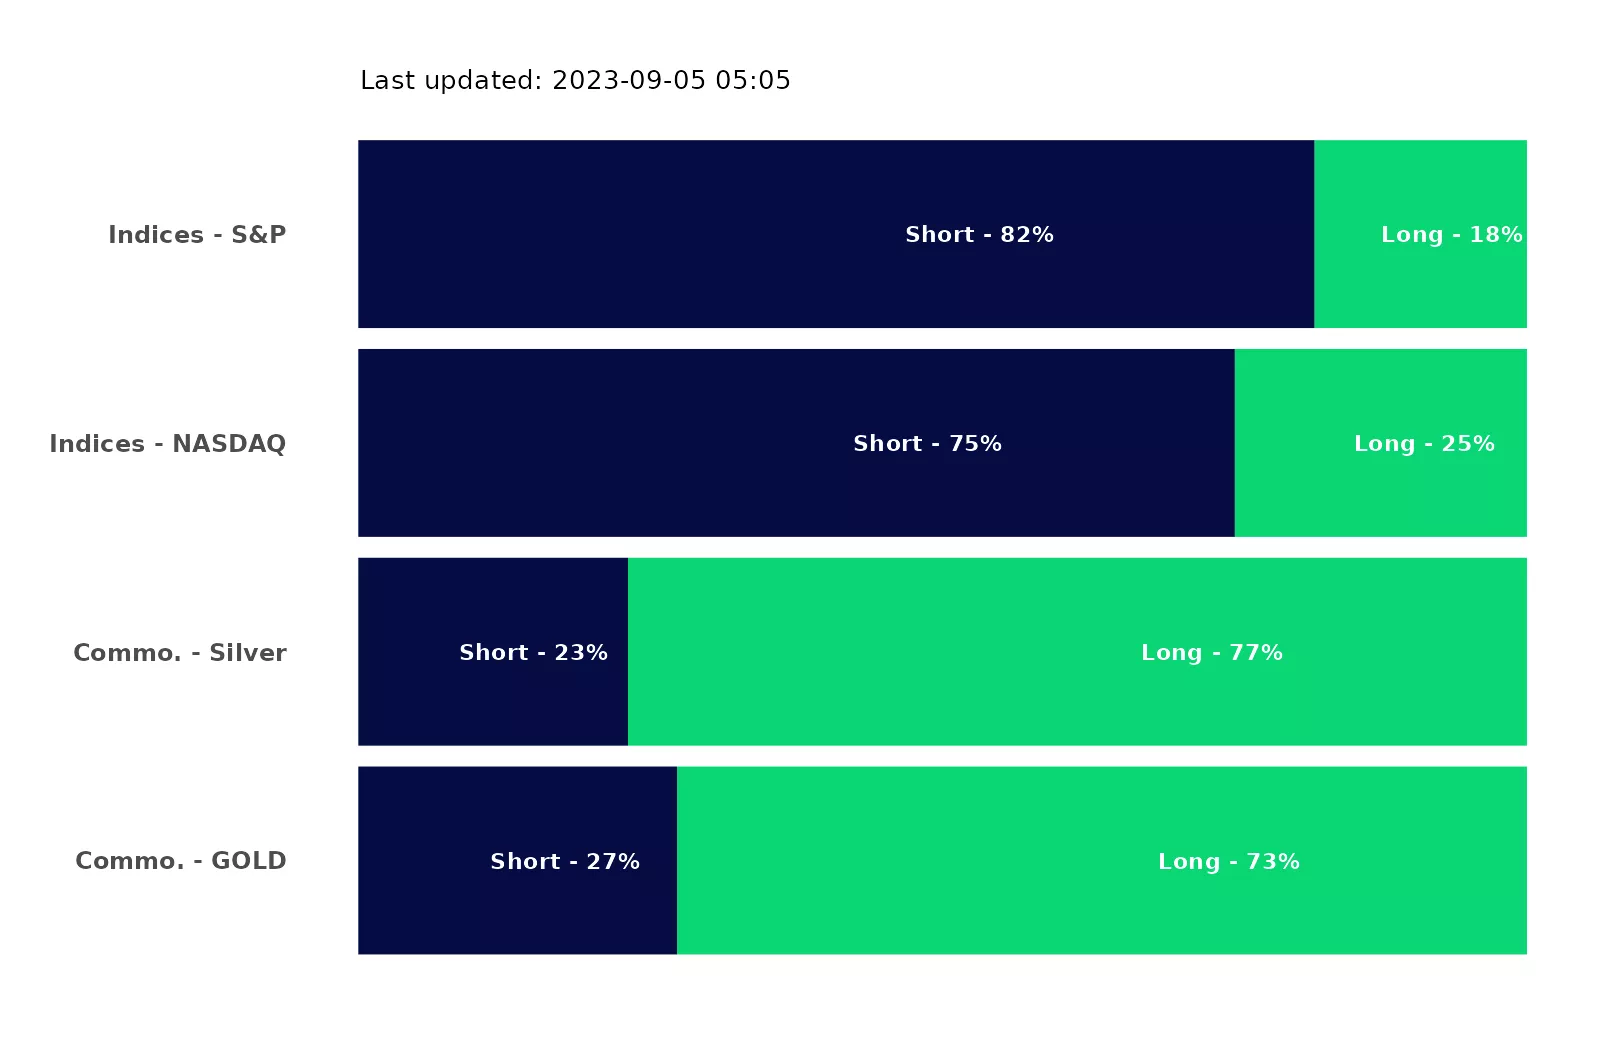 Last updated: 2023-09-05 05:05
Indices - S&P
Short - 82%
Long - 18%
Indices - NASDAQ
Short - 75%
Long - 25%
Commo. - Silver
Short - 23%
Long - 77%
Commo. - GOLD
Short - 27%
Long - 73%